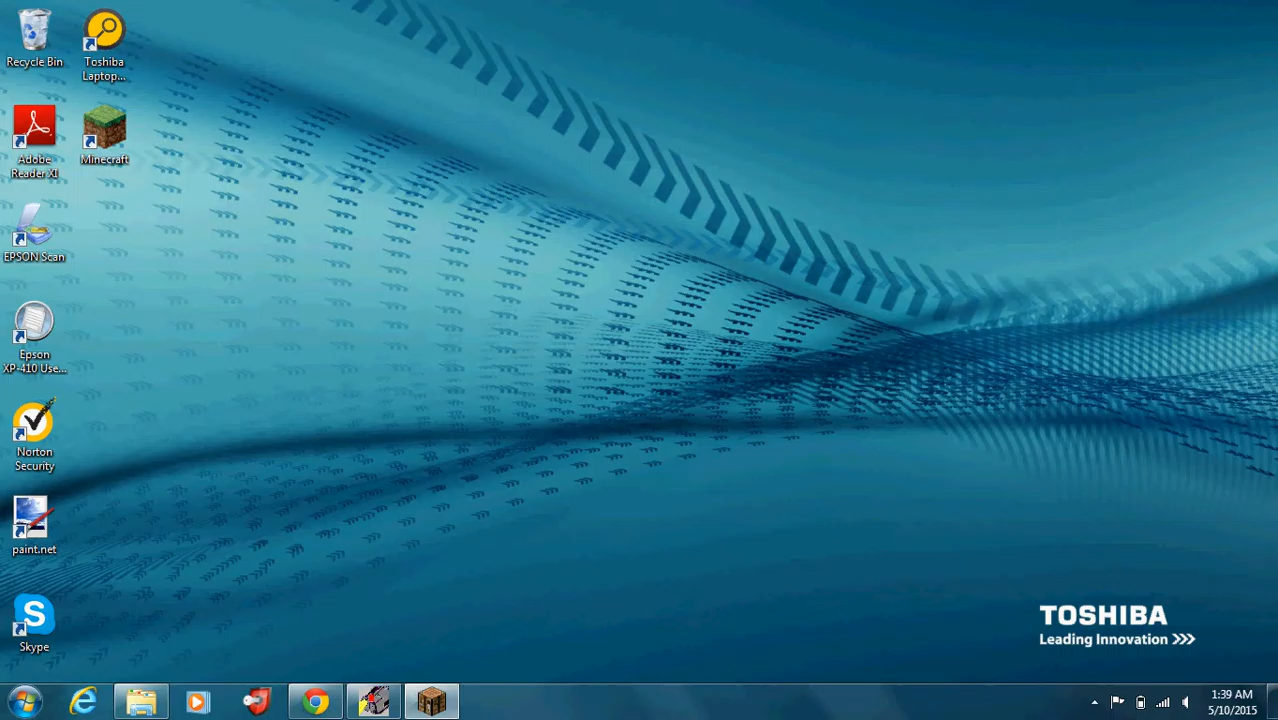 Recycle Bin
Toshiba
Laptop...
Adobe
Reader XI
Minecraft
EPSON Scan
Epson
XP-410 Use...
Norton
Security
paint.net
S
Skype
TOSHIBA
Leading Innovation >>>
1:39 AM
5/10/2015